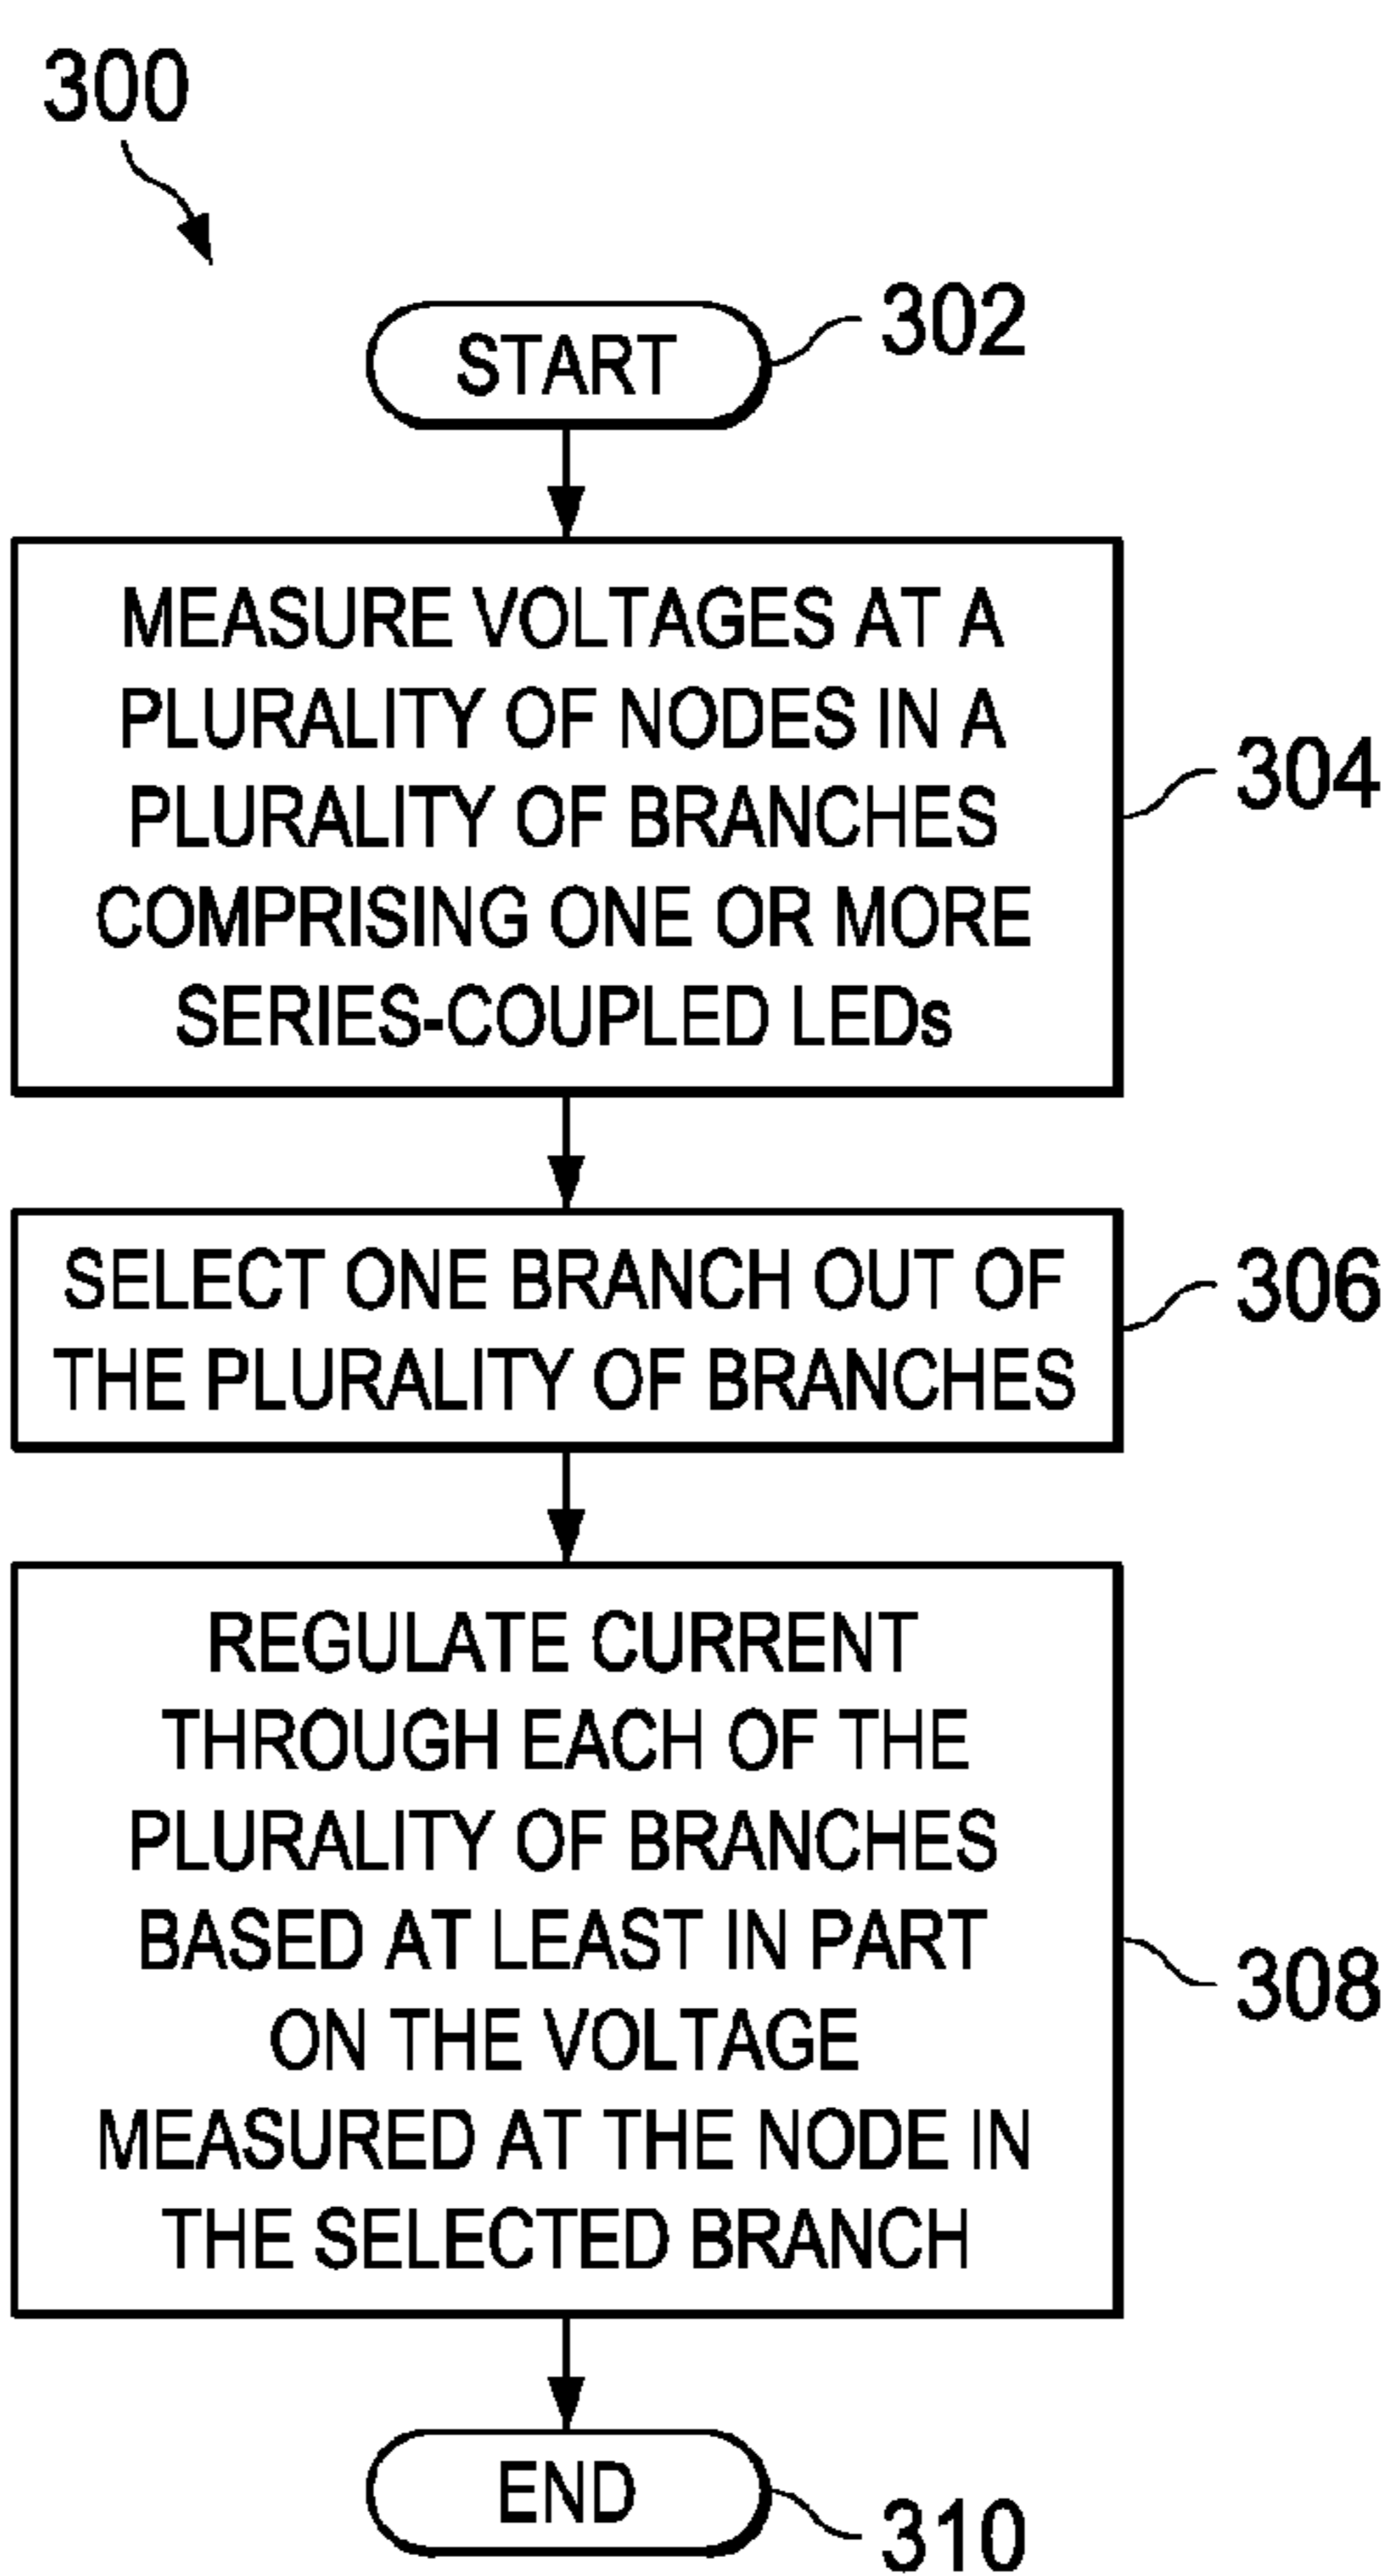 300
START
302
MEASURE VOLTAGES AT A
PLURALITY OF NODES IN A
PLURALITY OF BRANCHES
COMPRISING ONE OR MORE
SERIES-COUPLED LEDs
304
SELECT ONE BRANCH OUT OF
THE PLURALITY OF BRANCHES
306
REGULATE CURRENT
THROUGH EACH OF THE
PLURALITY OF BRANCHES
BASED AT LEAST IN PART
ON THE VOLTAGE
MEASURED AT THE NODE IN
THE SELECTED BRANCH
308
END
310